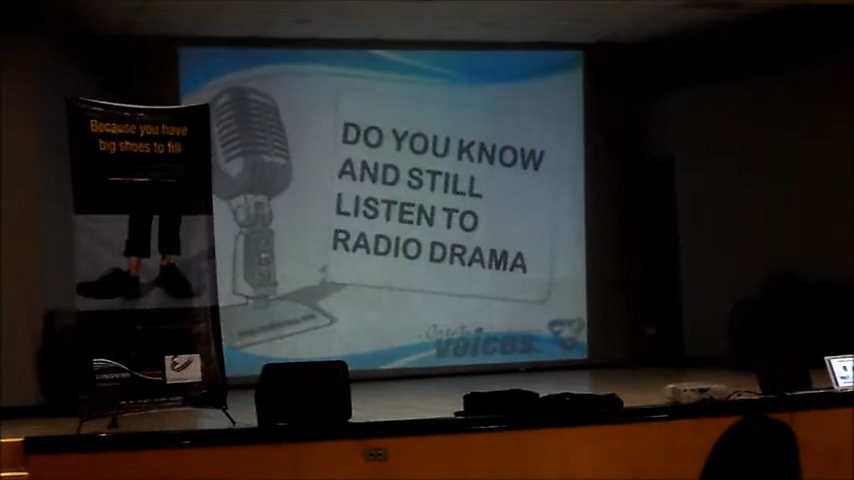 Because you have
big shoes to fill
DO YOU KNOW
AND STILL
LISTEN TO
RADIO DRAMA
voices